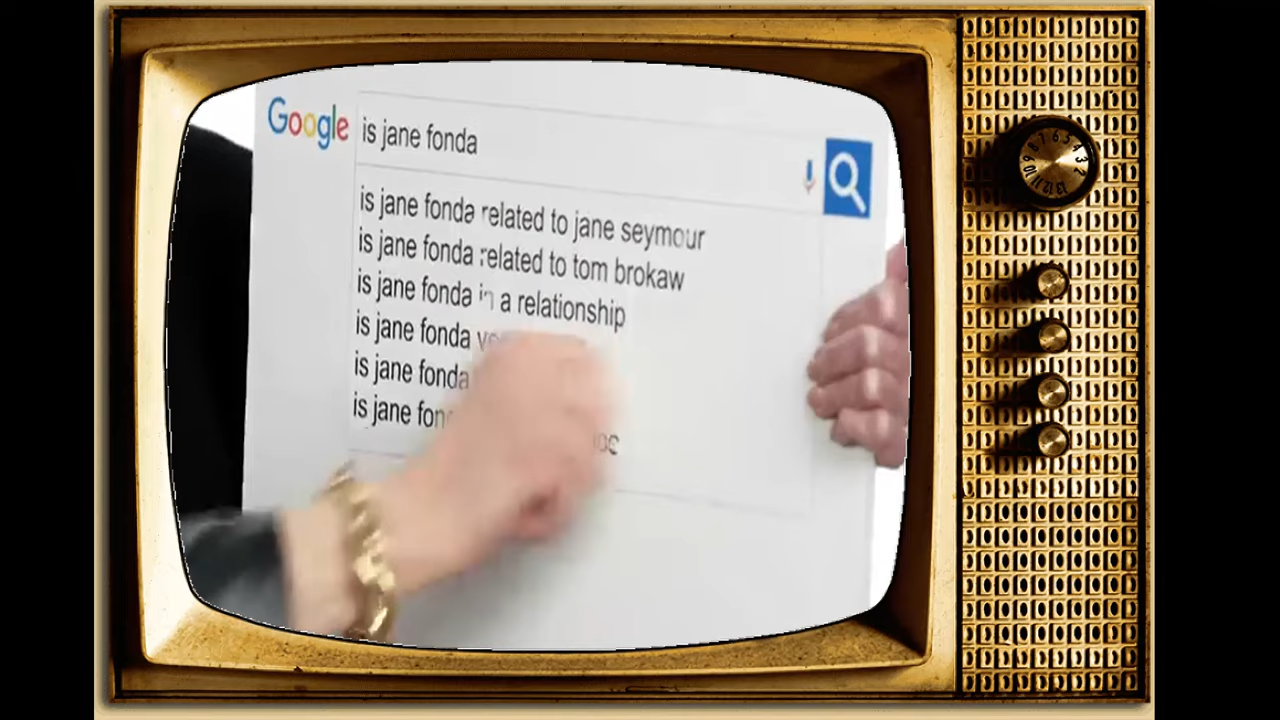 Google is jane fonda
is jane fonda related to jane seymour
is jane fonda related to tom brokaw
is jane fonda in a relationship
is jane fonda
is jane fonda
is jane